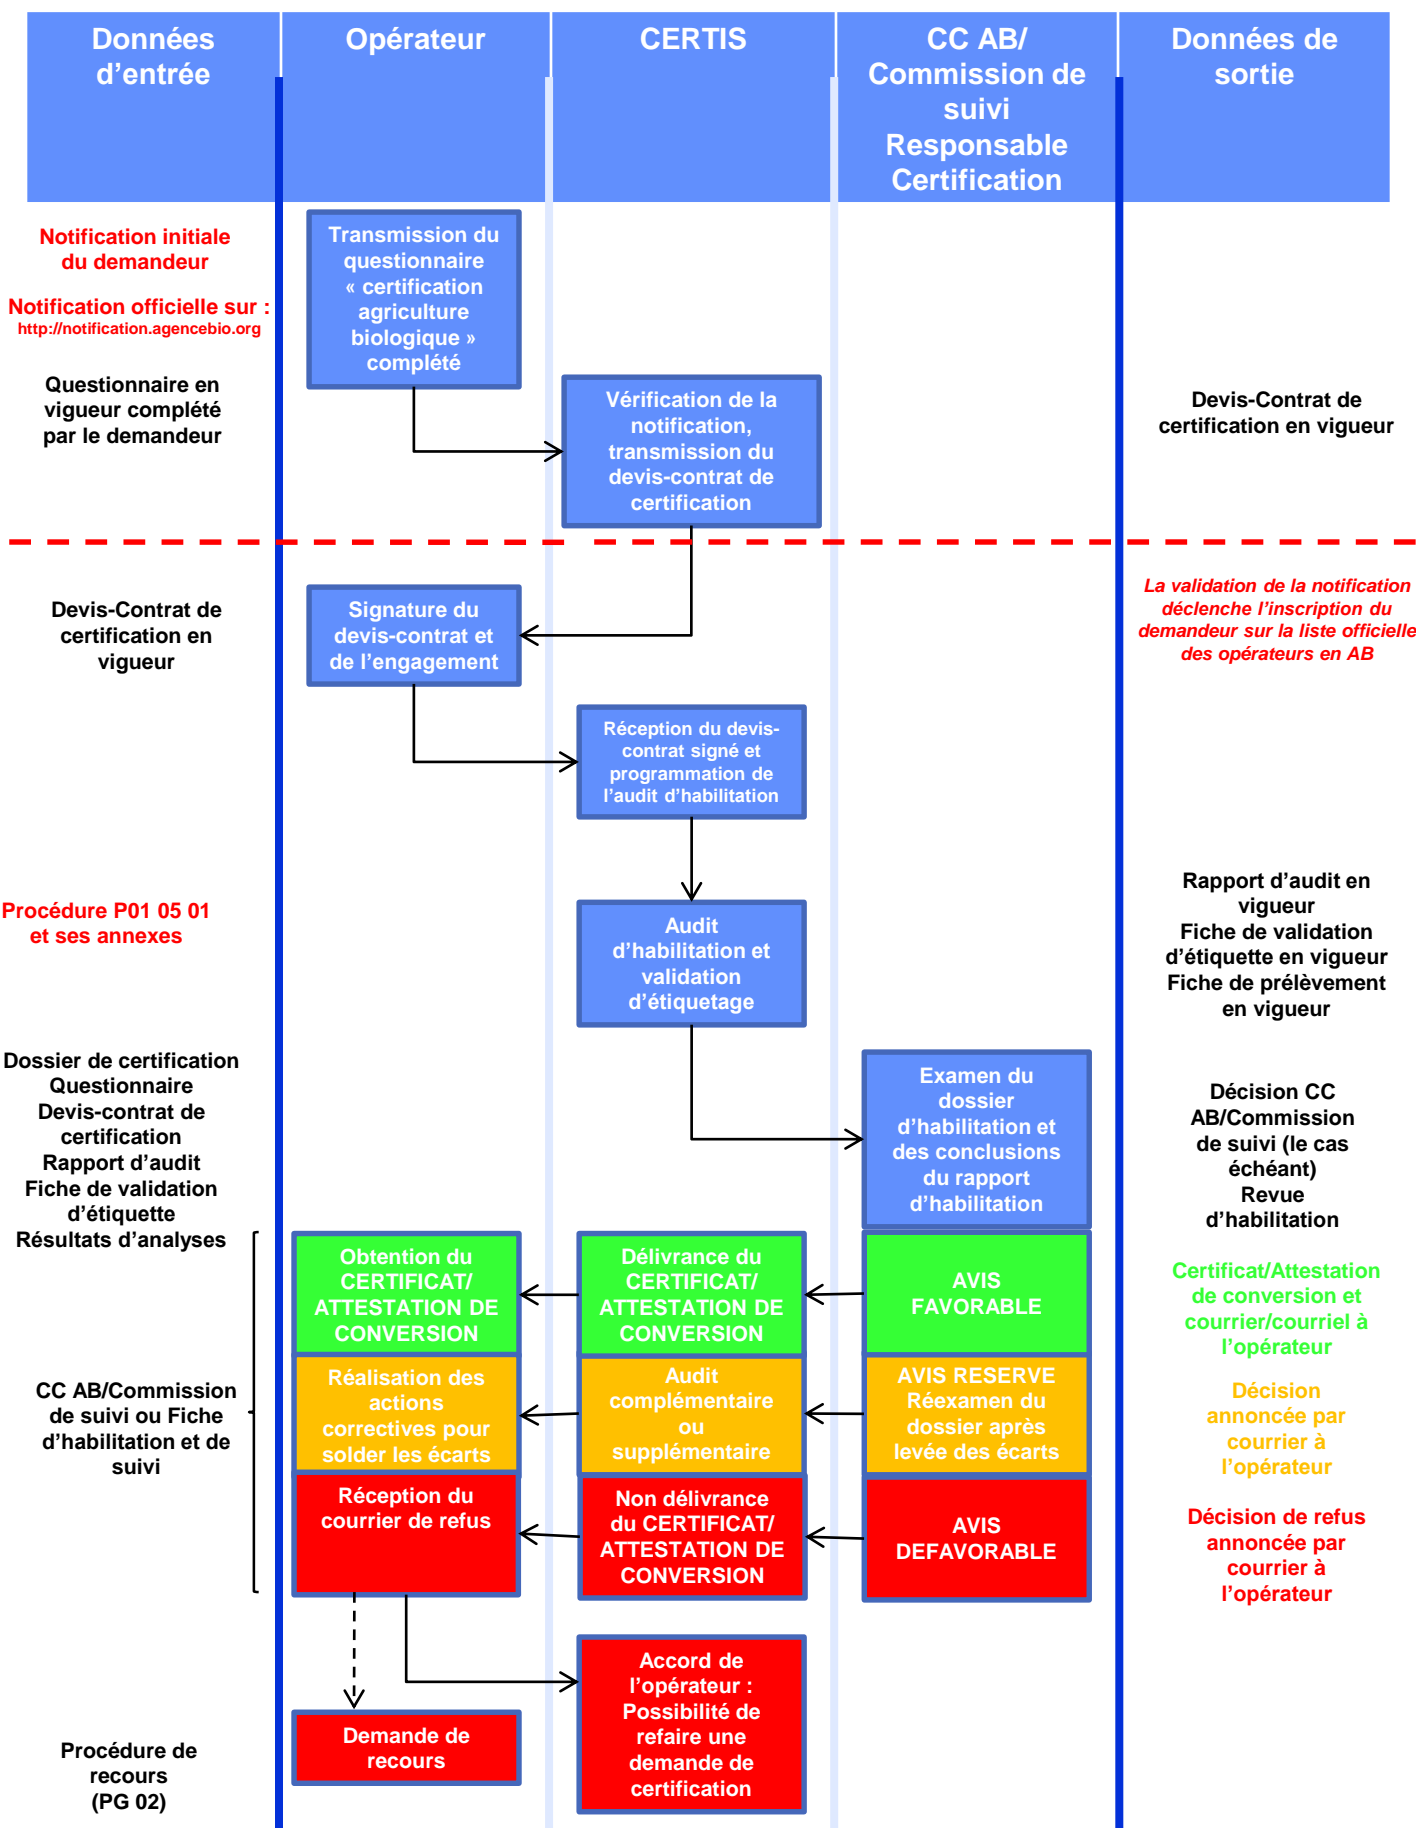 Données
d'entrée
Opérateur
CERTIS
CC AB/
Commission de
suivi
Responsable
Certification
Données de
sortie
Notification initiale
du demandeur
Notification officielle sur :
http://notification.agencebio.org
Transmission du
questionnaire
« certification
agriculture
biologique »
complété
Questionnaire en
vigueur complété
par le demandeur
Vérification de la
notification,
transmission du
devis-contrat de
certification
Devis-Contrat de
certification en vigueur
Devis-Contrat de
certification en
vigueur
Signature du
devis-contrat et
de l'engagement
La validation de la notification
déclenche l'inscription du
demandeur sur la liste officielle
des opérateurs en AB
Réception du devis-
contrat signé et
programmation de
l'audit d'habilitation
Procédure P01 05 01
et ses annexes
Audit
d'habilitation et
validation
d'étiquetage
Rapport d'audit en
vigueur
Fiche de validation
d'étiquette en vigueur
Fiche de prélèvement
en vigueur
Dossier de certification
Questionnaire
Devis-contrat de
certification
Rapport d'audit
Fiche de validation
d'étiquette
Résultats d'analyses
Examen du
dossier
d'habilitation et
des conclusions
du rapport
d'habilitation
Décision CC
AB/Commission
de suivi (le cas
échéant)
Revue
d'habilitation
Obtention du
CERTIFICAT/
ATTESTATION DE
CONVERSION
Délivrance du
CERTIFICAT/
ATTESTATION DE
CONVERSION
AVIS
FAVORABLE
Certificat/Attestation
de conversion et
courrier/courriel à
l'opérateur
CC AB/Commission
de suivi ou Fiche
d'habilitation et de
suivi
Réalisation des
actions
correctives pour
solder les écarts
Audit
complémentaire
ou
supplémentaire
AVIS RESERVE
Réexamen du
dossier après
levée des écarts
Décision
annoncée par
courrier à
l'opérateur
Réception du
courrier de refus
Non délivrance
du CERTIFICAT/
ATTESTATION DE
CONVERSION
AVIS
DEFAVORABLE
Décision de refus
annoncée par
courrier à
l'opérateur
Accord de
l'opérateur :
Possibilité de
refaire une
demande de
certification
Demande de
recours
Procédure de
recours
(PG 02)